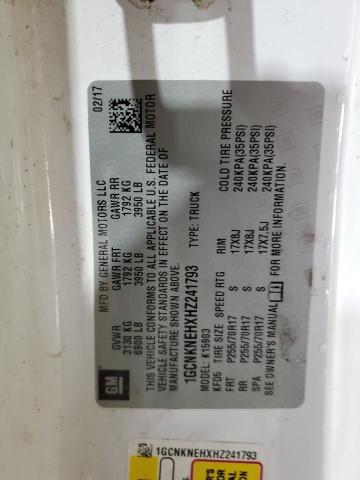 GM
MFD BY GENERAL MOTORS LLC
02/17
GVWR GAWR FRT GAWR RR
3130 KG 1792 KG 1792 KG
6900 LB 3950 LB 3950 LB
THIS VEHICLE CONFORMS TO ALL APPLICABLE U.S. FEDERAL MOTOR
VEHICLE SAFETY STANDARDS IN EFFECT ON THE DATE OF
MANUFACTURE SHOWN ABOVE.
1GCNKNEHXHZ241793 TYPE: TRUCK
MODEL: K15903
KFD5 TIRE SIZE SPEED RTG RIM COLD TIRE PRESSURE
FRT P255/70R17 S 17X8J 240KPA(35PSI)
RR P255/70R17 S 17X8J 240KPA(35PSI)
SPA P255/70R17 S 17X7.5J 240KPA(35PSI)
SEE OWNER'S MANUAL FOR MORE INFORMATION.
1GCNKNEHXHZ241793